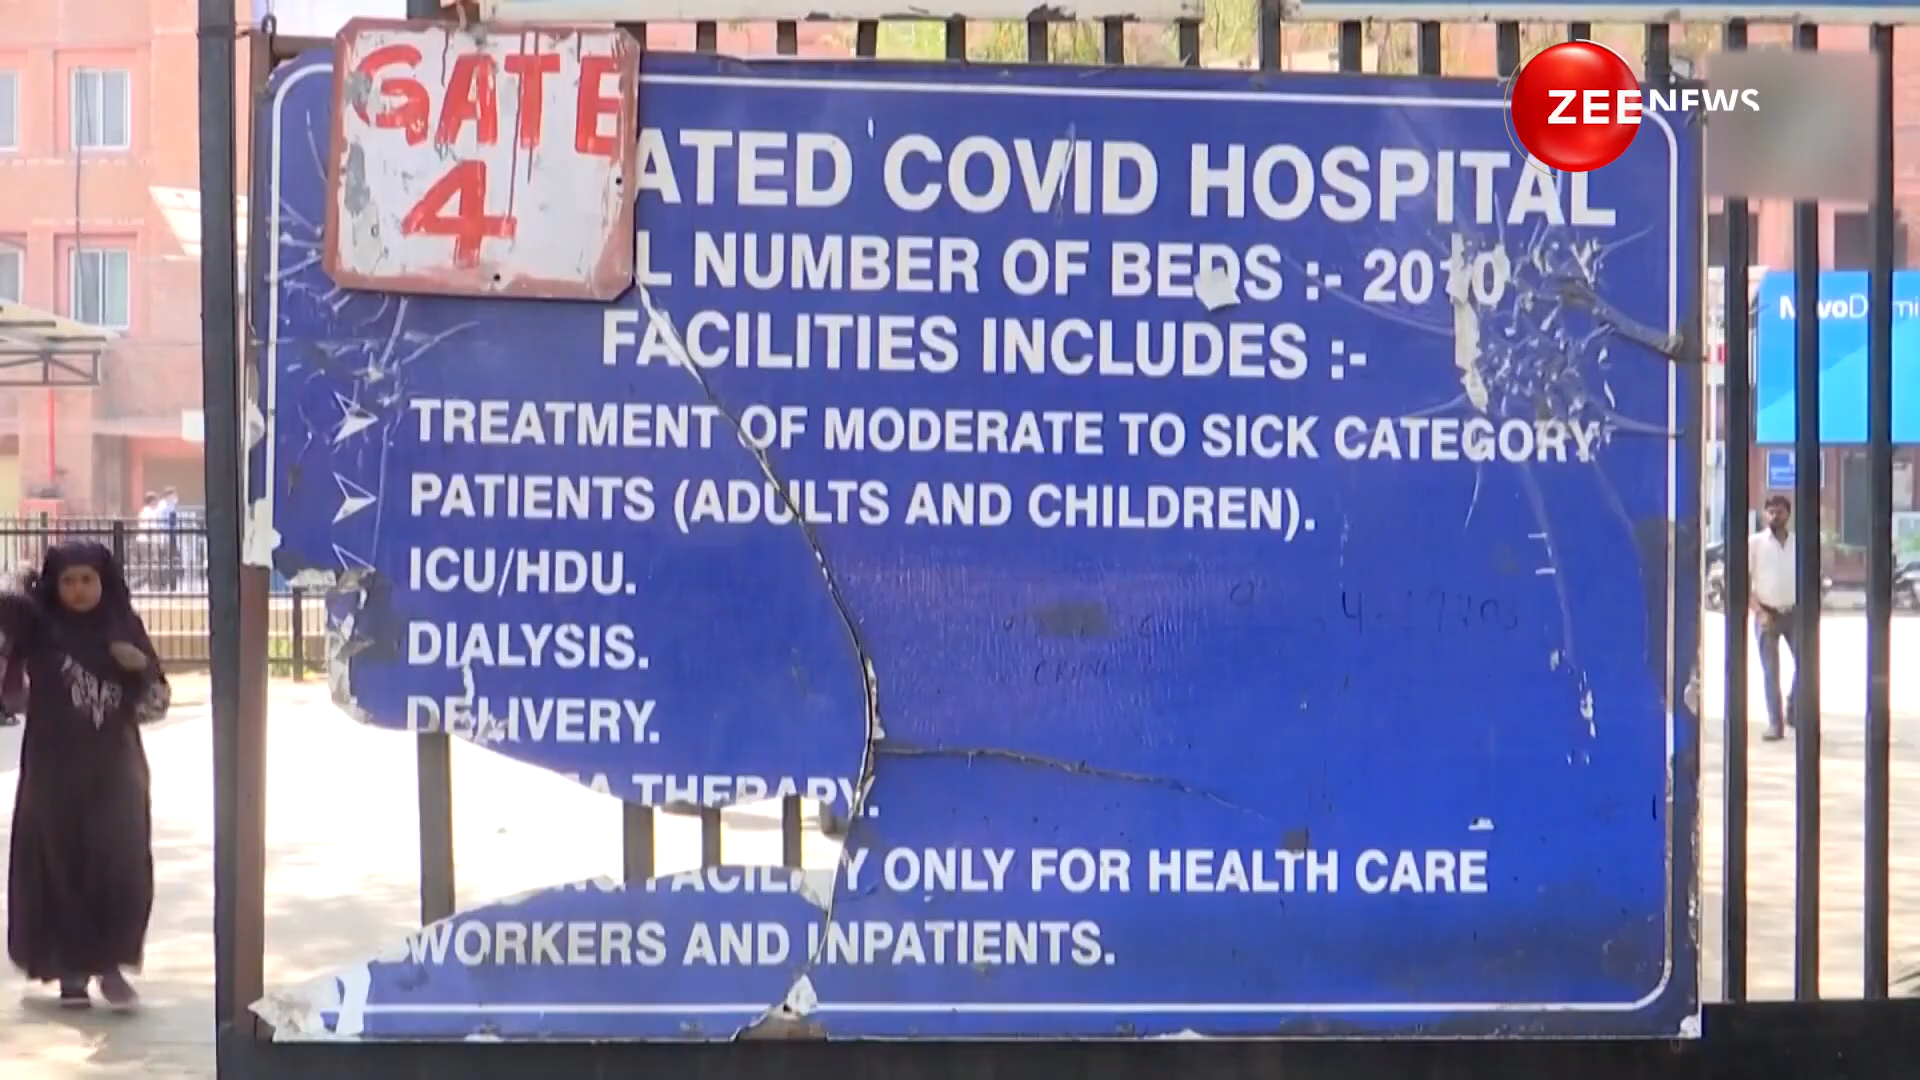 GATE
4
ZEE NEWS
ATED COVID HOSPITAL
L NUMBER OF BEDS :- 2010
FACILITIES INCLUDES :-
TREATMENT OF MODERATE TO SICK CATEGORY
PATIENTS (ADULTS AND CHILDREN).
ICU/HDU.
DIALYSIS.
DELIVERY.
THERAPY.
FACILITY ONLY FOR HEALTH CARE
WORKERS AND INPATIENTS.